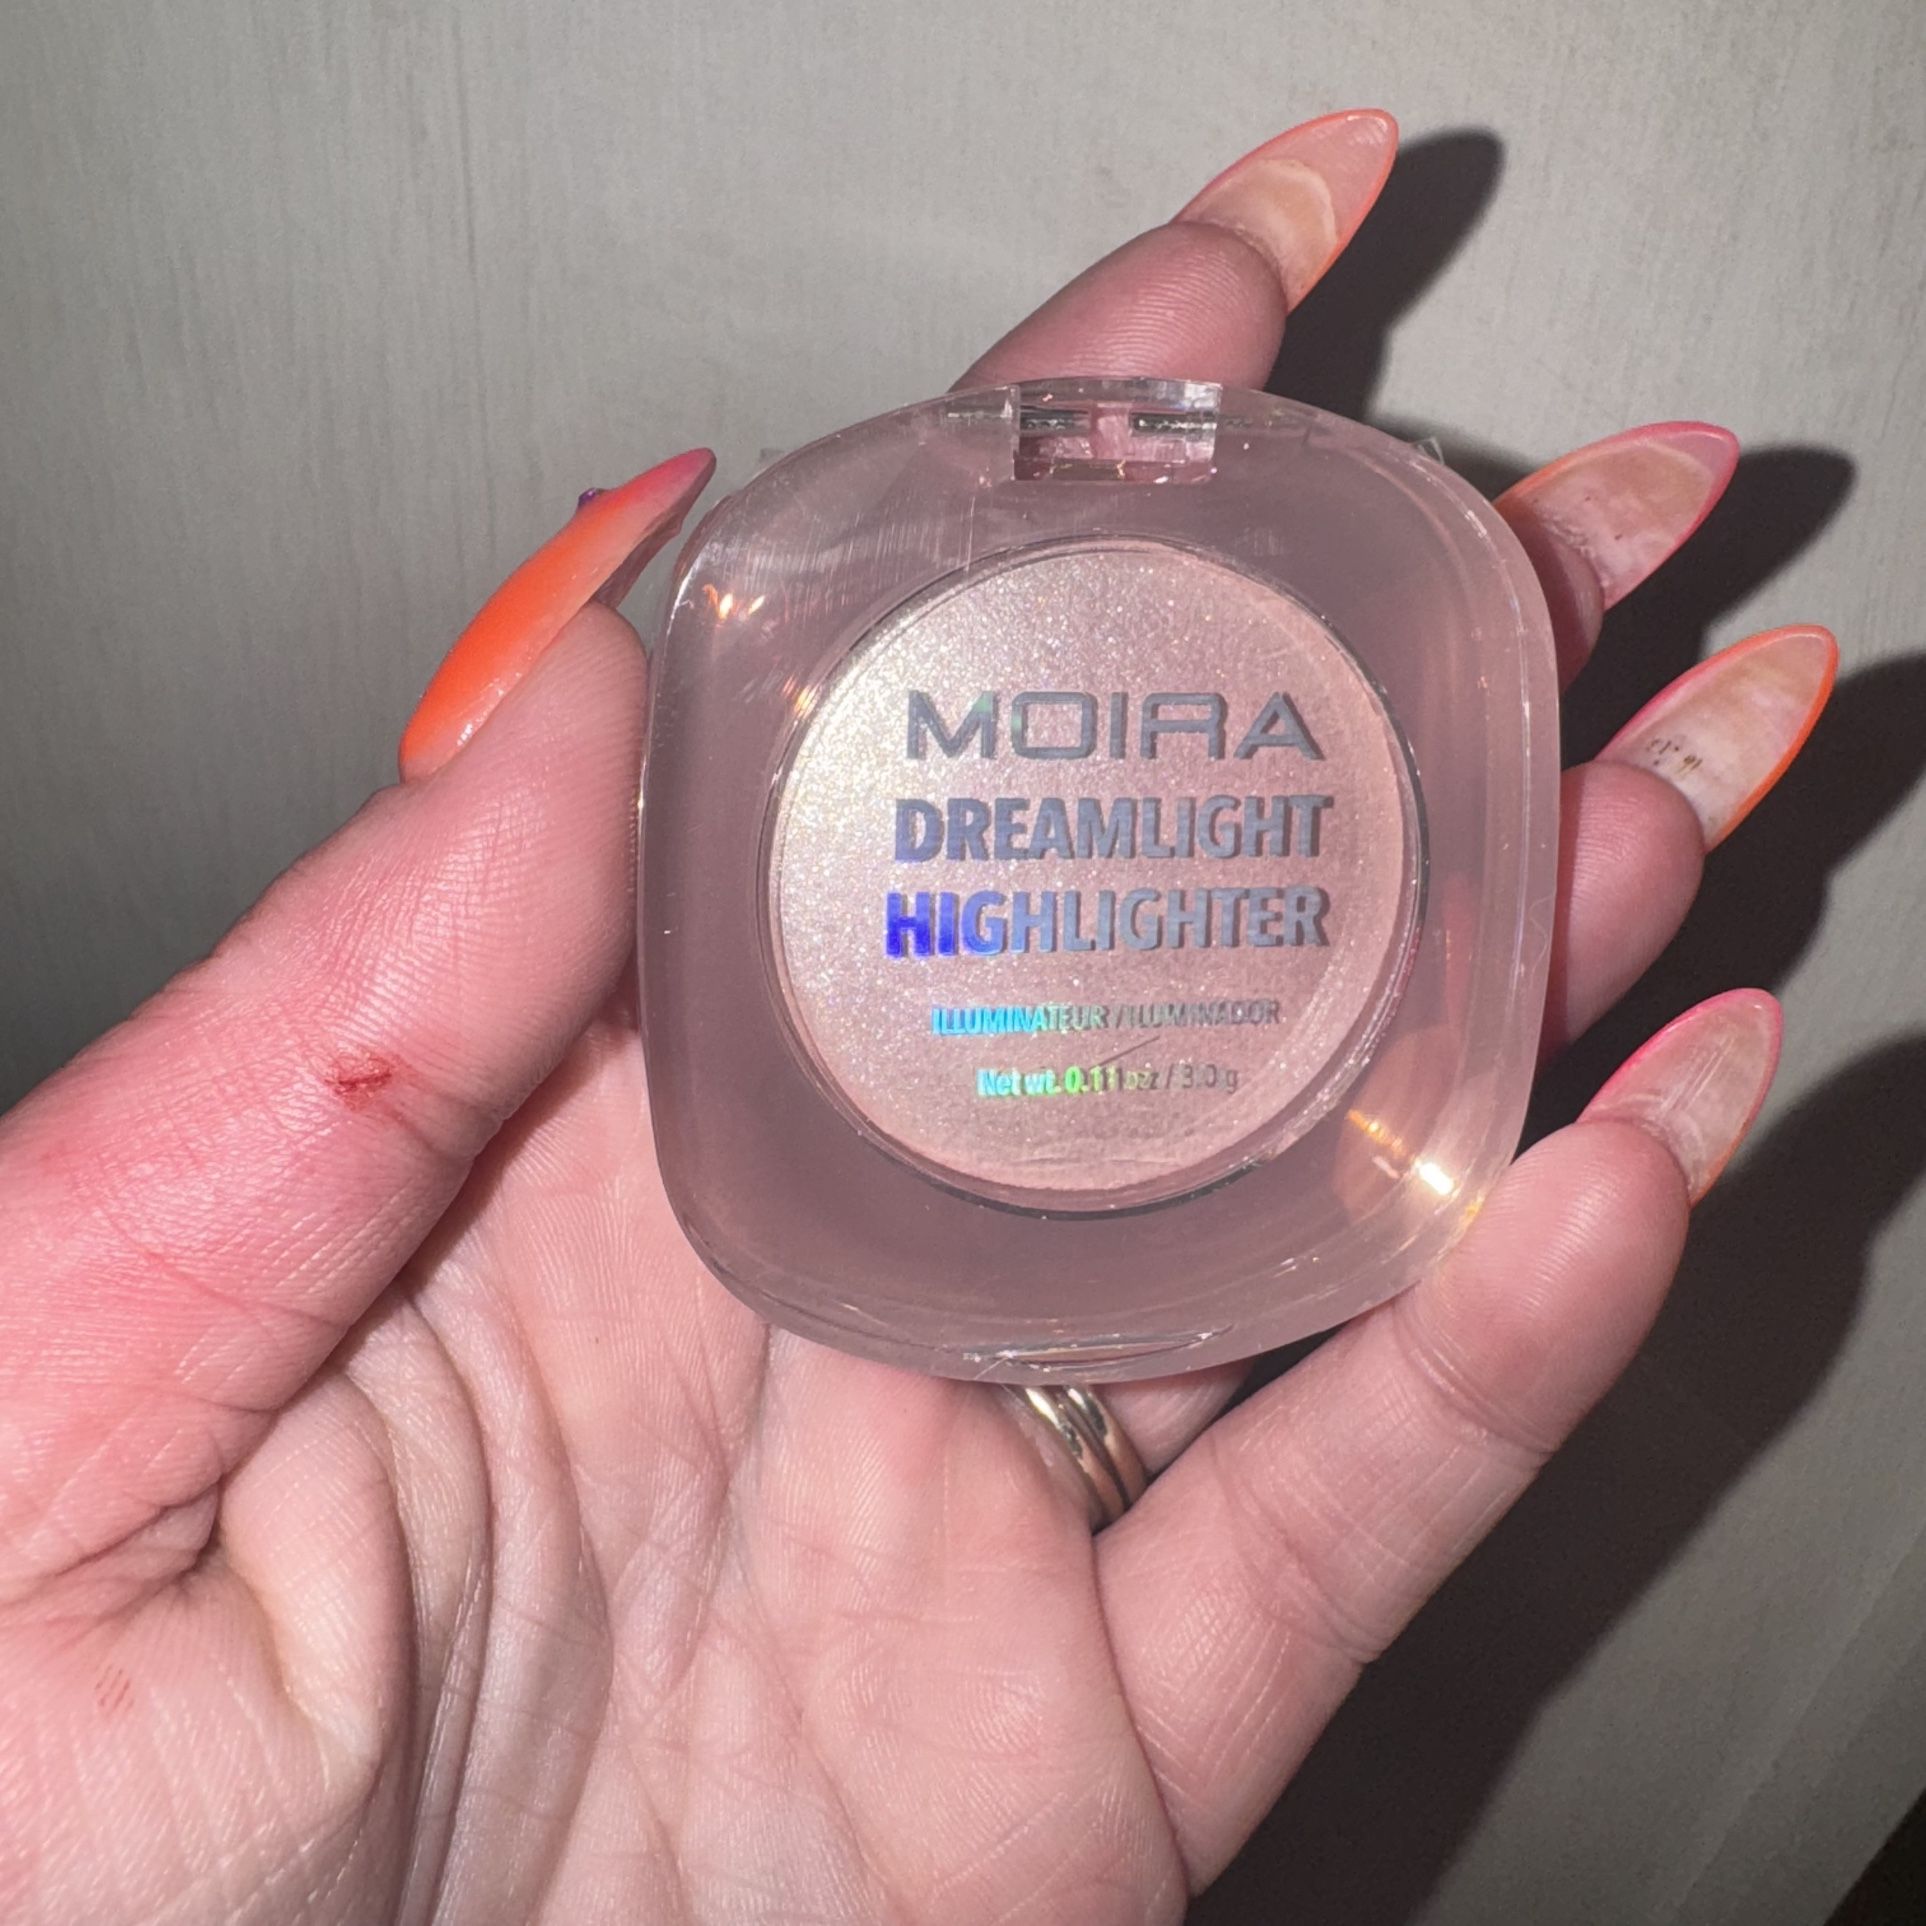 MOIRA
DREAMLIGHT
HIGHLIGHTER
ILLUMINATEUR / ILUMINADOR
Net wt. 0.11 oz / 3.0 g